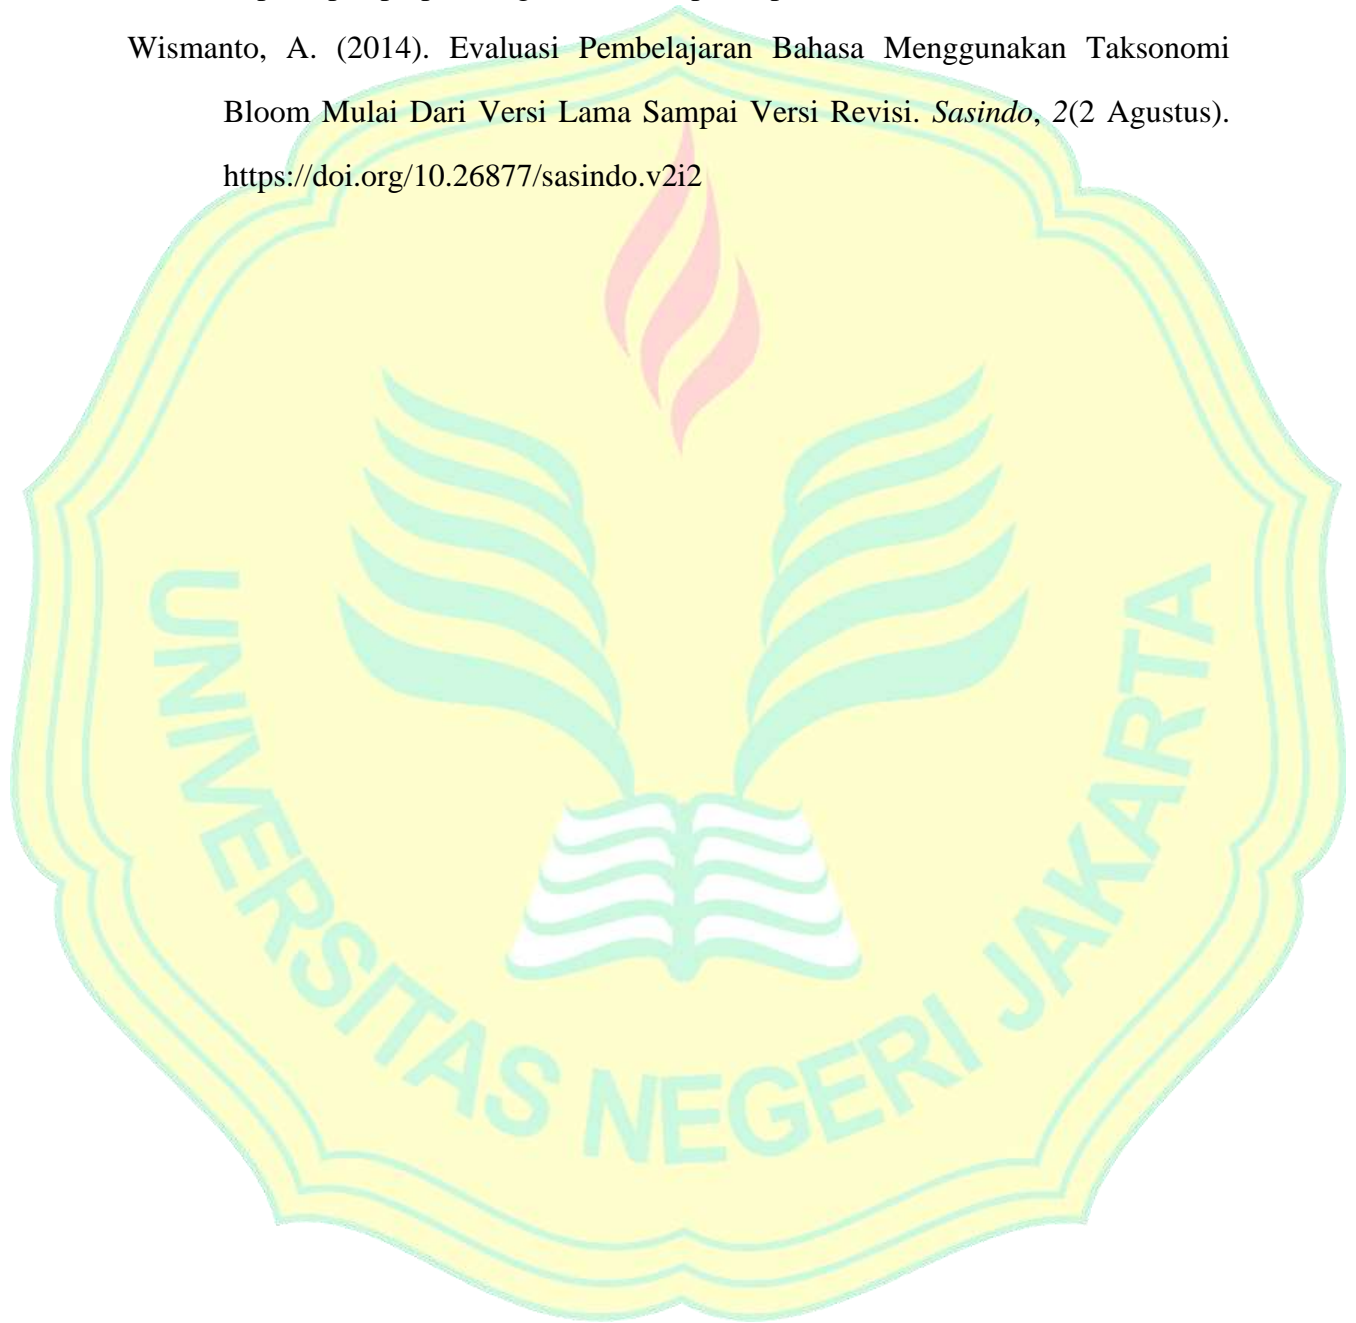 Wismanto, A. (2014). Evaluasi Pembelajaran Bahasa Menggunakan Taksonomi
Bloom Mulai Dari Versi Lama Sampai Versi Revisi. Sasindo, 2(2 Agustus).
https://doi.org/10.26877/sasindo.v2i2
UNIVERSITAS NEGERI JAKARTA